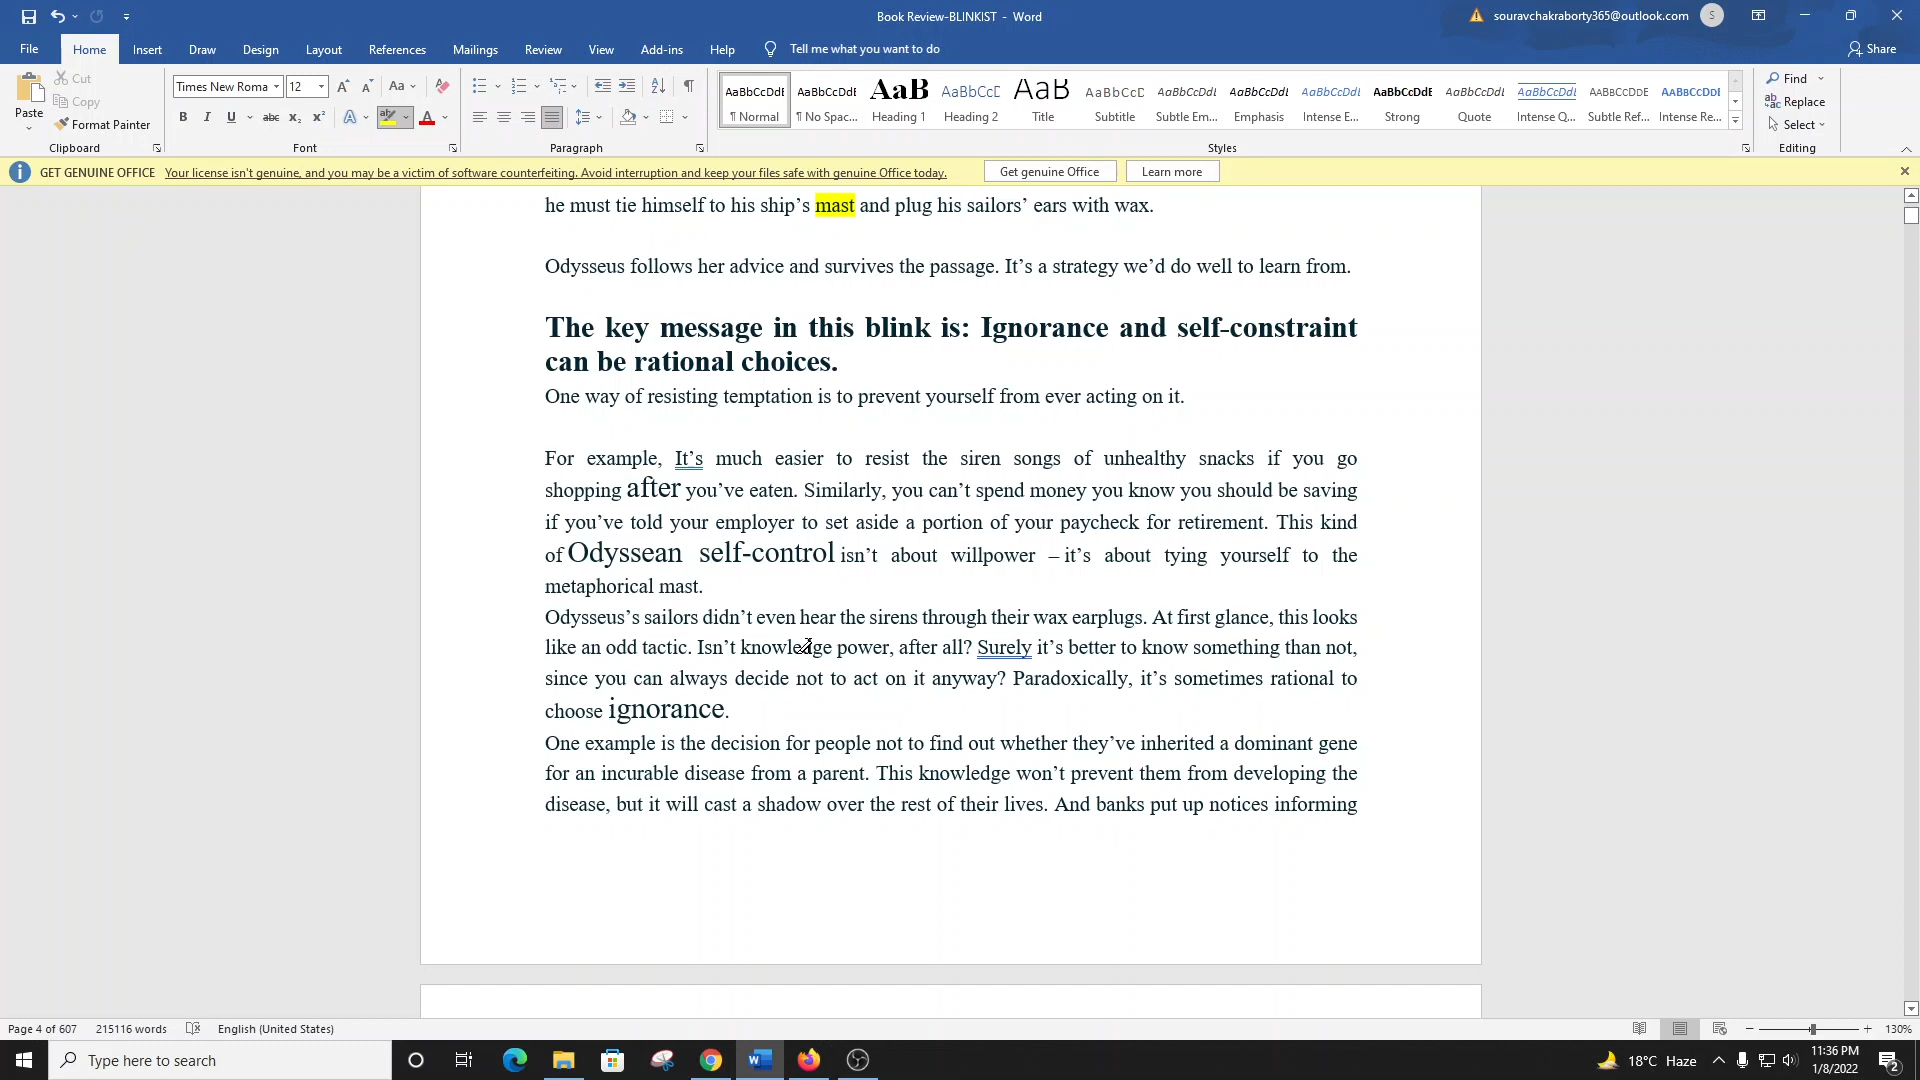 Book Review-BLINKIST - Word
souravchakraborty365@outlook.com S
File Home Insert Draw Design Layout References Mailings Review View Add-ins Help Tell me what you want to do Share
Paste Cut Copy Format Painter
Times New Roma 12
AaBbCcDdE AaBbCcDdE AaB AaBbCcD AaB AaBbCcD AaBbCcDdE AaBbCcDdE AaBbCcDdE AaBbCcDdE AaBbCcDdE AaBbCcDdE AABBCCDDE AABBCCDDE
¶ Normal ¶ No Spac... Heading 1 Heading 2 Title Subtitle Subtle Em... Emphasis Intense E... Strong Quote Intense Q... Subtle Ref... Intense Re...
Find Replace Select
Clipboard Font Paragraph Styles Editing
GET GENUINE OFFICE Your license isn't genuine, and you may be a victim of software counterfeiting. Avoid interruption and keep your files safe with genuine Office today. Get genuine Office Learn more
he must tie himself to his ship’s mast and plug his sailors’ ears with wax.
Odysseus follows her advice and survives the passage. It’s a strategy we’d do well to learn from.
The key message in this blink is: Ignorance and self-constraint
can be rational choices.
One way of resisting temptation is to prevent yourself from ever acting on it.
For example, It’s much easier to resist the siren songs of unhealthy snacks if you go
shopping after you’ve eaten. Similarly, you can’t spend money you know you should be saving
if you’ve told your employer to set aside a portion of your paycheck for retirement. This kind
of Odyssean self-control isn’t about willpower – it’s about tying yourself to the
metaphorical mast.
Odysseus’s sailors didn’t even hear the sirens through their wax earplugs. At first glance, this looks
like an odd tactic. Isn’t knowledge power, after all? Surely it’s better to know something than not,
since you can always decide not to act on it anyway? Paradoxically, it’s sometimes rational to
choose ignorance.
One example is the decision for people not to find out whether they’ve inherited a dominant gene
for an incurable disease from a parent. This knowledge won’t prevent them from developing the
disease, but it will cast a shadow over the rest of their lives. And banks put up notices informing
Page 4 of 607 215116 words English (United States) 130%
Type here to search
18°C Haze
11:36 PM
1/8/2022
2